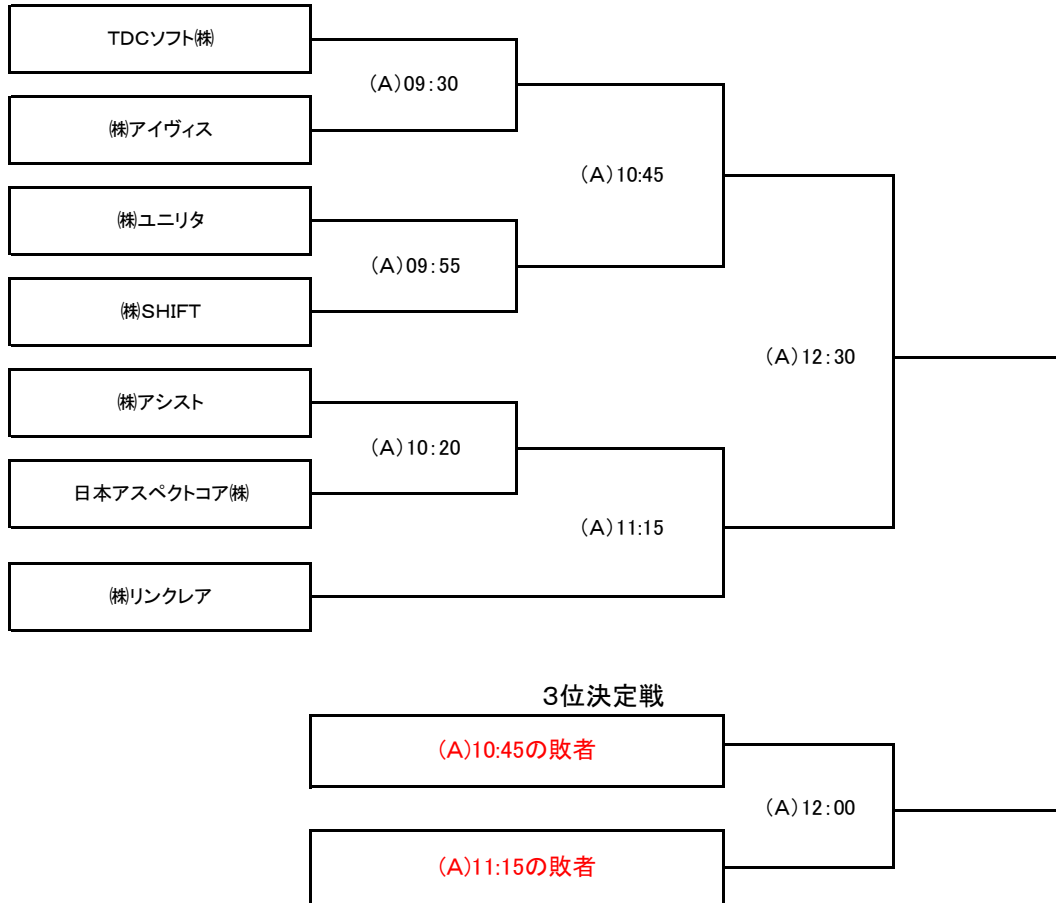 TDCソフト㈱
(A)09:30
㈱アイヴィス
(A)10:45
㈱ユニリタ
(A)09:55
㈱SHIFT
(A)12:30
㈱アシスト
(A)10:20
日本アスペクトコア㈱
(A)11:15
㈱リンクレア
3位決定戦
(A)10:45の敗者
(A)12:00
(A)11:15の敗者